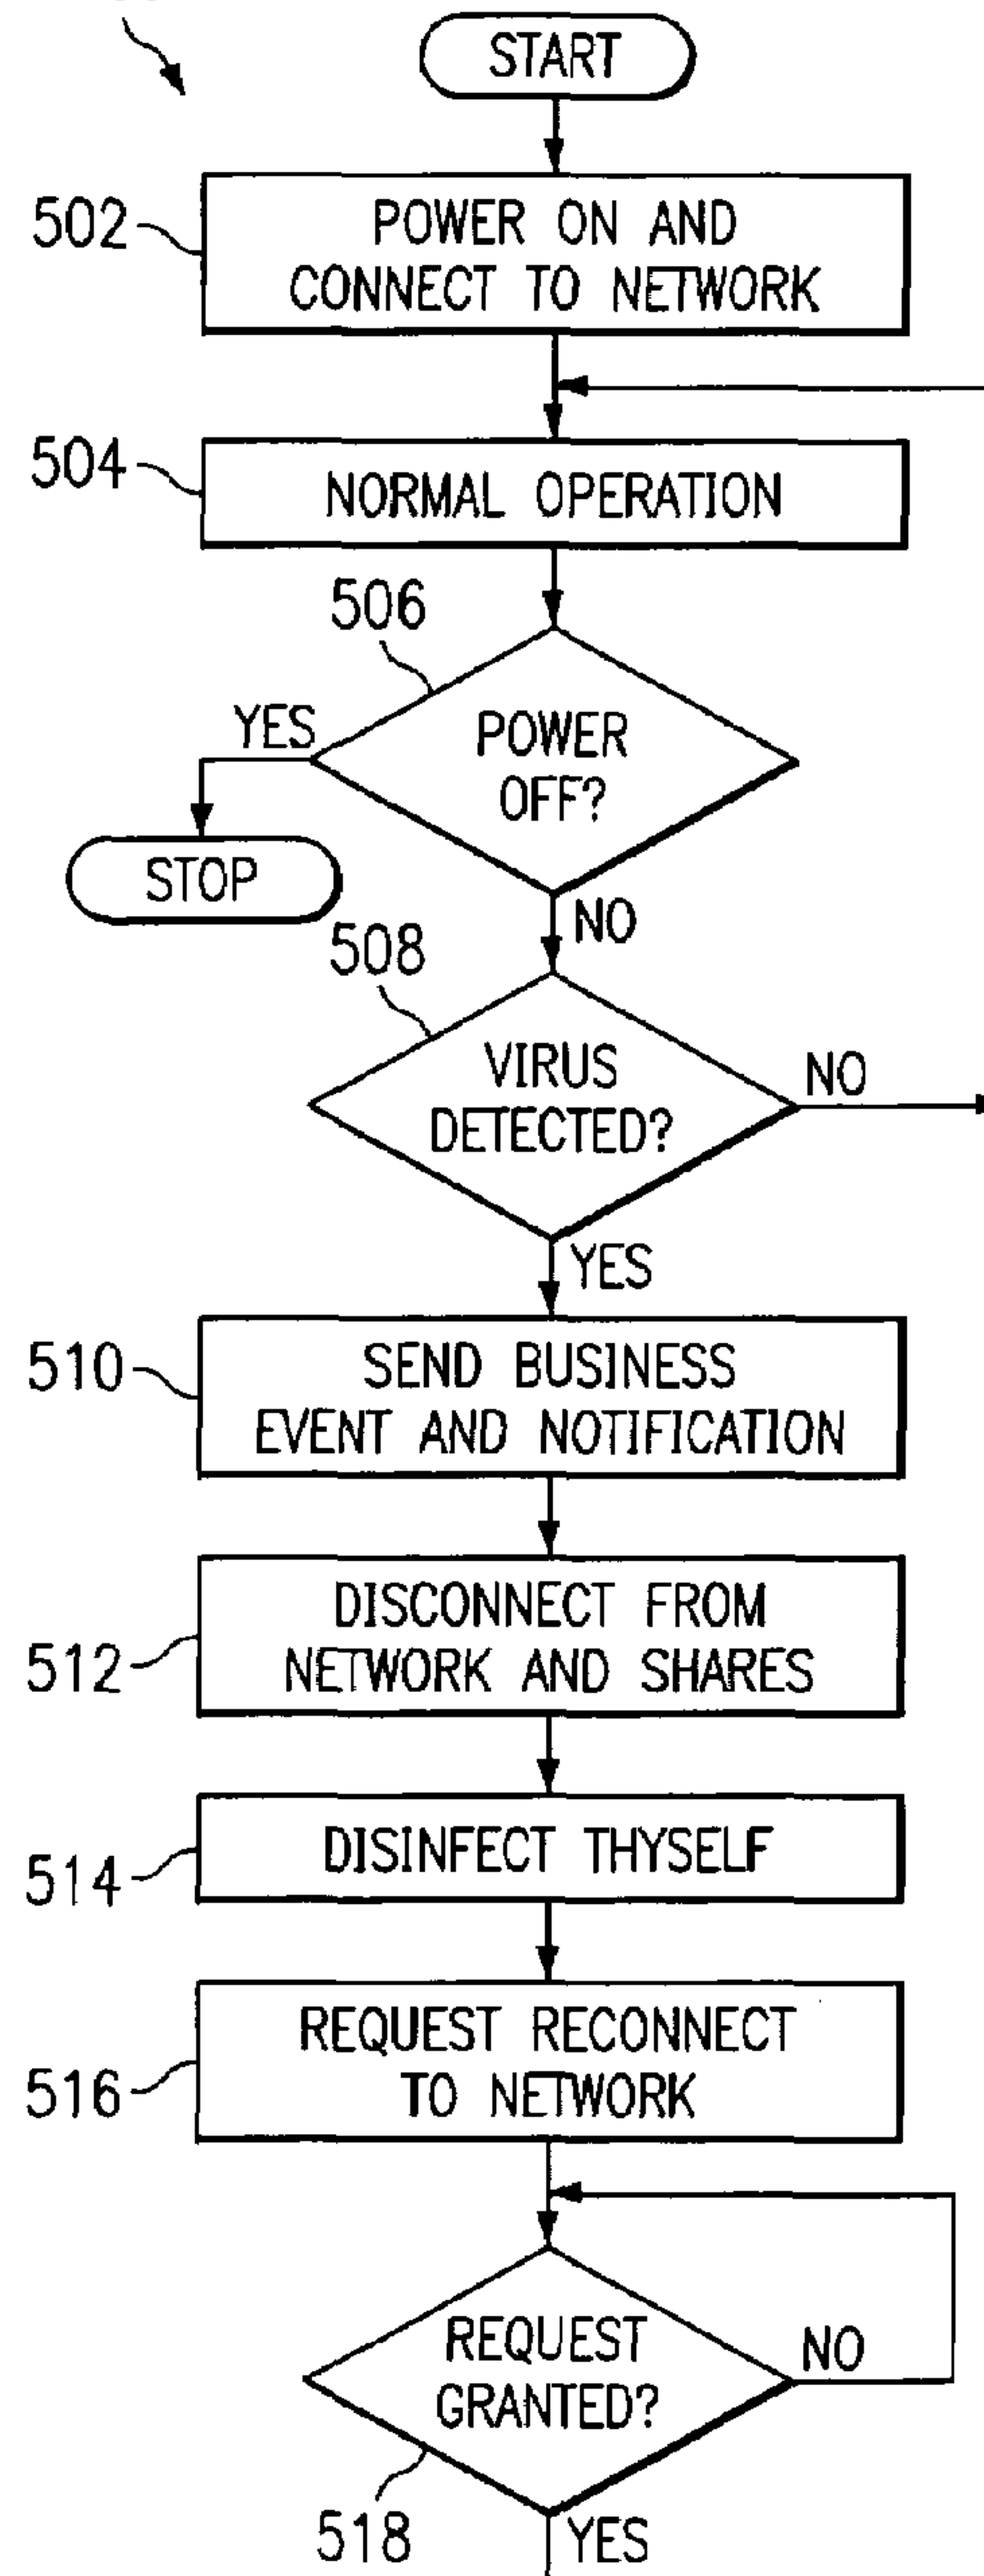 START
502
POWER ON AND
CONNECT TO NETWORK
504
NORMAL OPERATION
506
YES
POWER
OFF?
STOP
NO
508
VIRUS
DETECTED?
NO
YES
510
SEND BUSINESS
EVENT AND NOTIFICATION
512
DISCONNECT FROM
NETWORK AND SHARES
514
DISINFECT THYSELF
516
REQUEST RECONNECT
TO NETWORK
REQUEST
GRANTED?
NO
518
YES